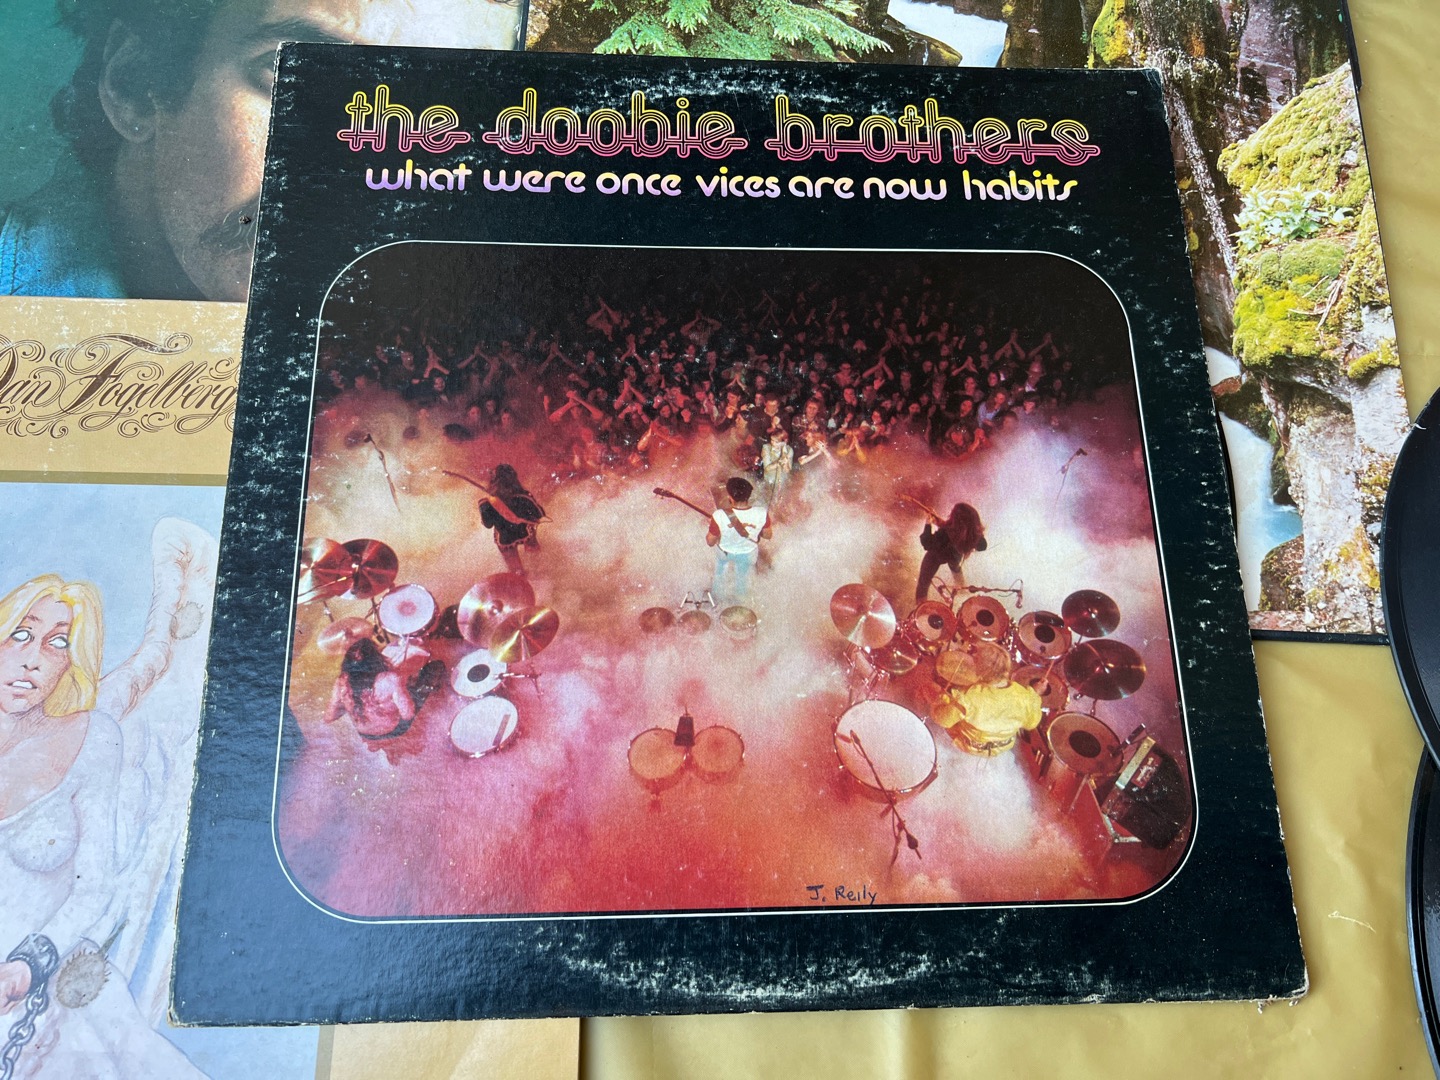 the doobie brothers
what were once vices are now habits
Dan Fogelberg
J. Reily